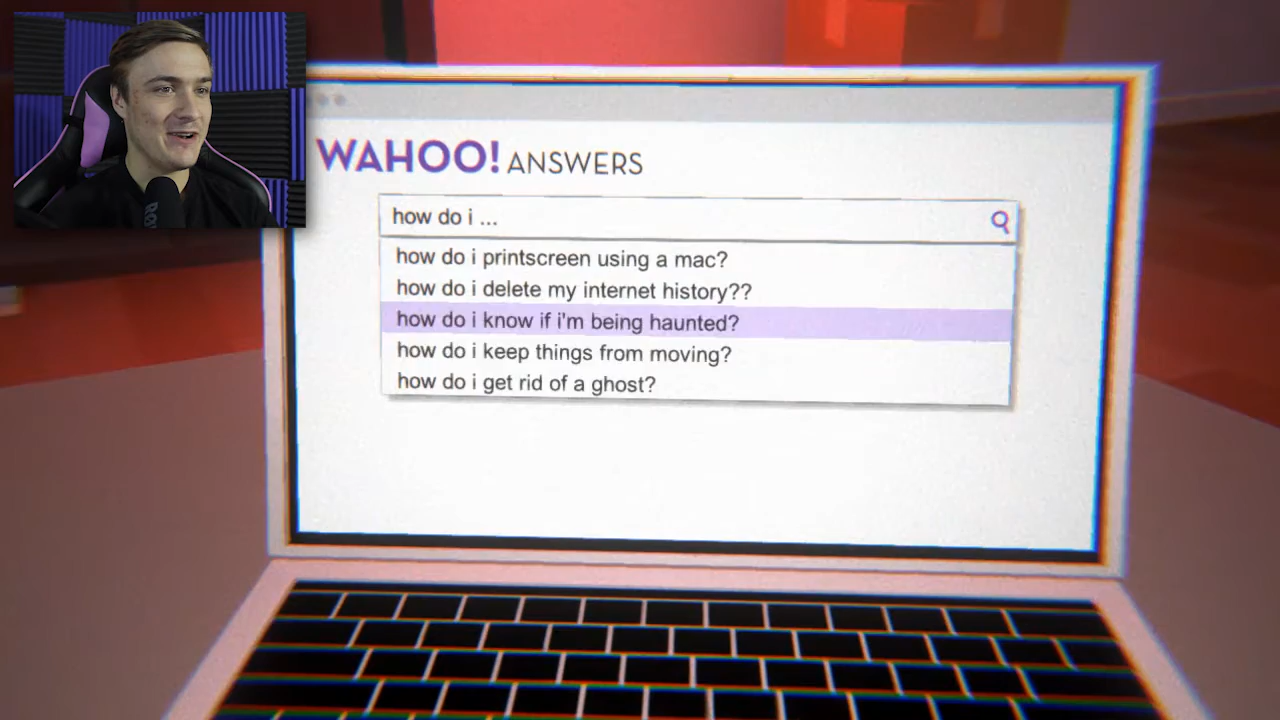 WAHOO! ANSWERS
how do i ...
how do i printscreen using a mac?
how do i delete my internet history??
how do i know if i'm being haunted?
how do i keep things from moving?
how do i get rid of a ghost?